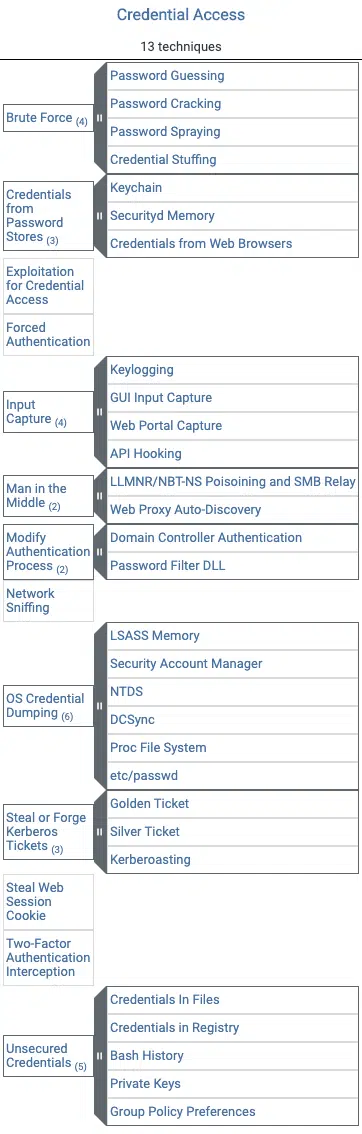 Credential Access
13 techniques
Brute Force (4)
Password Guessing
Password Cracking
Password Spraying
Credential Stuffing
Credentials
from
Password
Stores (3)
Keychain
Securityd Memory
Credentials from Web Browsers
Exploitation
for Credential
Access
Forced
Authentication
Input
Capture (4)
Keylogging
GUI Input Capture
Web Portal Capture
API Hooking
Man in the
Middle (2)
LLMNR/NBT-NS Poisoining and SMB Relay
Web Proxy Auto-Discovery
Modify
Authentication
Process (2)
Domain Controller Authentication
Password Filter DLL
Network
Sniffing
OS Credential
Dumping (6)
LSASS Memory
Security Account Manager
NTDS
DCSync
Proc File System
etc/passwd
Steal or Forge
Kerberos
Tickets (3)
Golden Ticket
Silver Ticket
Kerberoasting
Steal Web
Session
Cookie
Two-Factor
Authentication
Interception
Unsecured
Credentials (5)
Credentials In Files
Credentials in Registry
Bash History
Private Keys
Group Policy Preferences